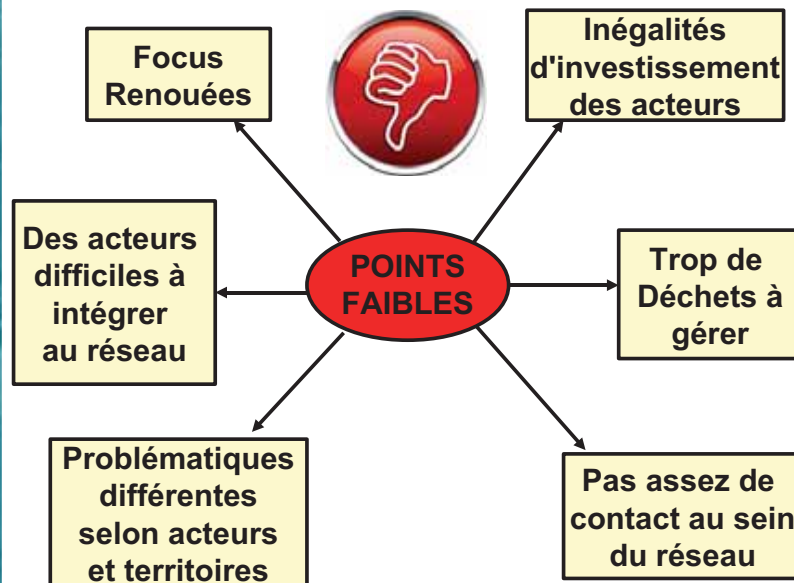 Focus
Renouées
Inégalités
d'investissement
des acteurs
Des acteurs
difficiles à
intégrer
au réseau
POINTS
FAIBLES
Trop de
Déchets à
gérer
Problématiques
différentes
selon acteurs
et territoires
Pas assez de
contact au sein
du réseau